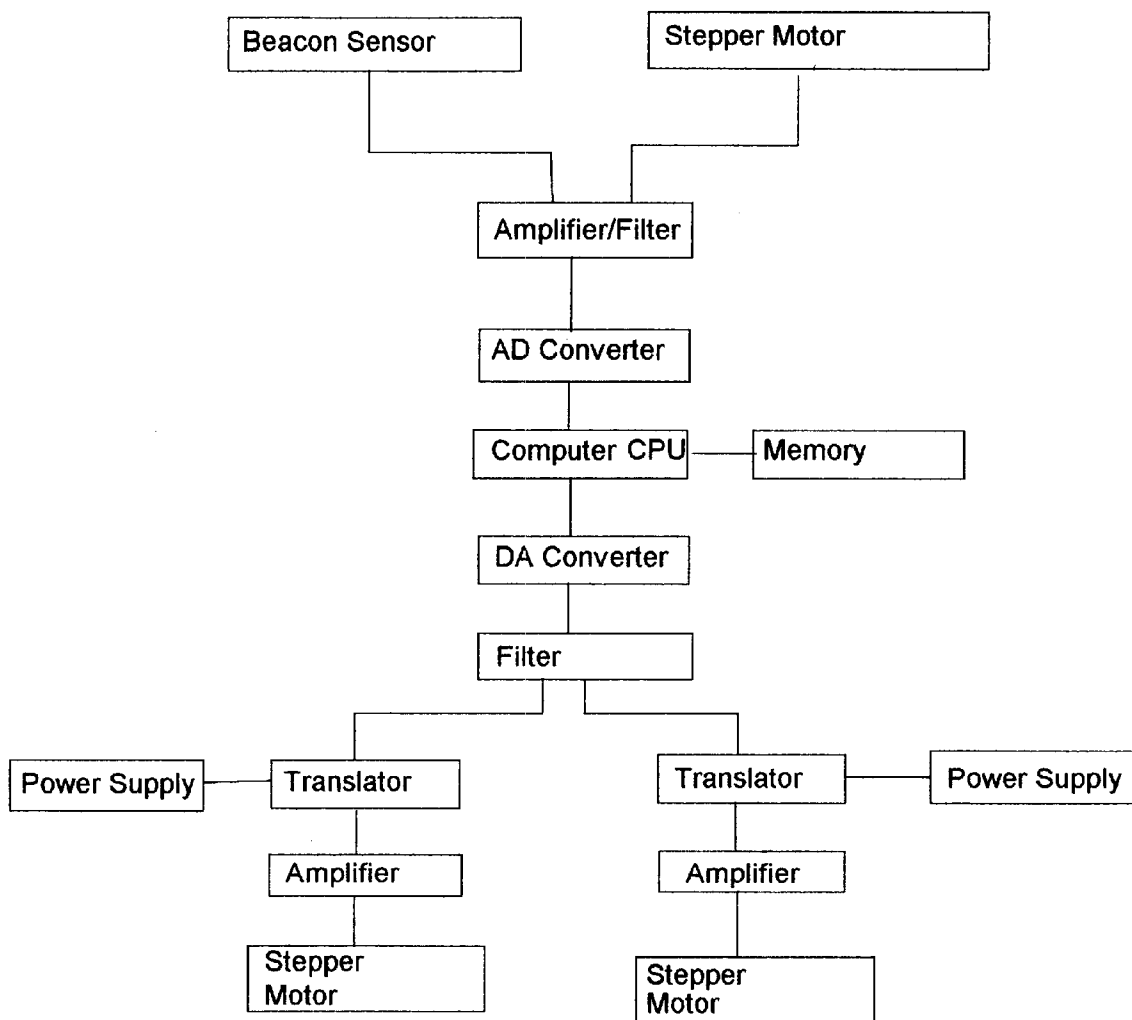 Beacon Sensor
Stepper Motor
Amplifier/Filter
AD Converter
Computer CPU
Memory
DA Converter
Filter
Power Supply
Translator
Translator
Power Supply
Amplifier
Amplifier
Stepper
Motor
Stepper
Motor